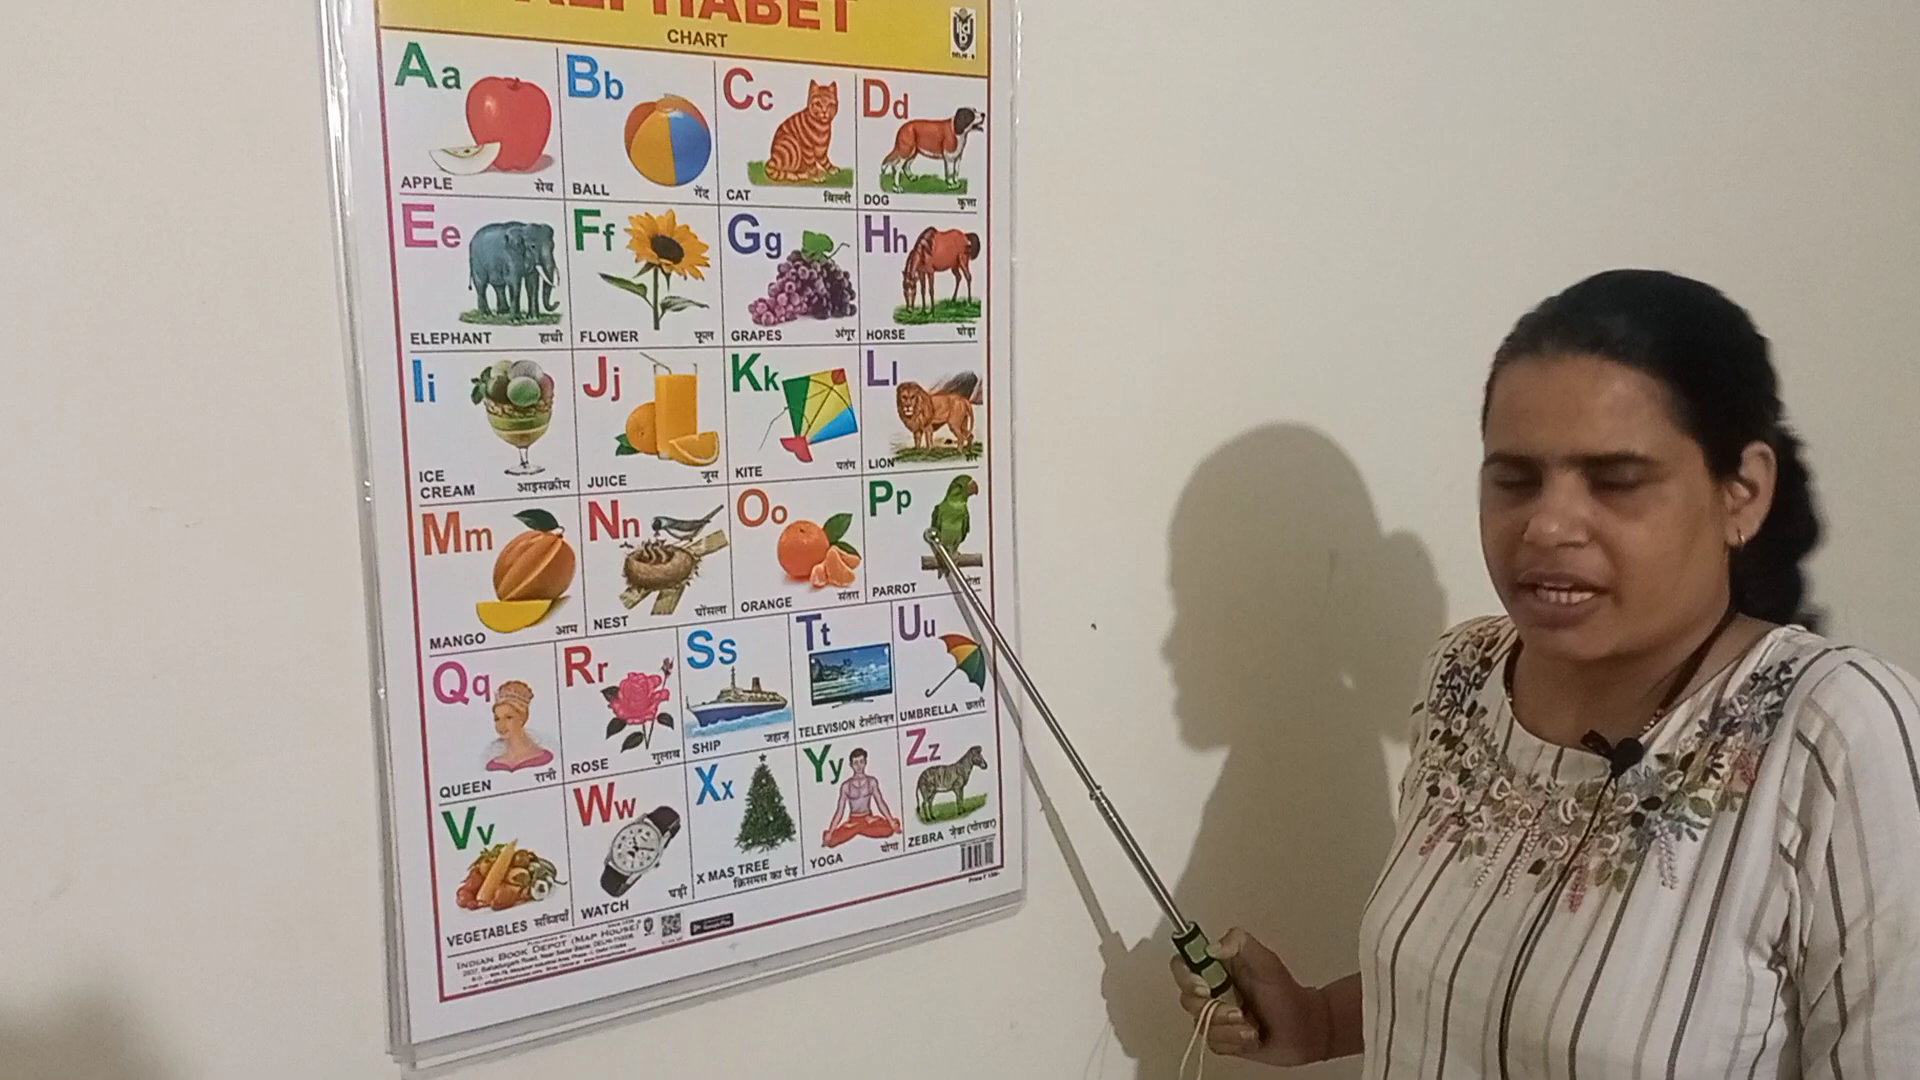 ALPHABET
CHART
DELHI-6
Aa Bb Cc Dd
APPLE सेब BALL गेंद CAT बिल्ली DOG कुत्ता
Ee Ff Gg Hh
ELEPHANT हाथी FLOWER फूल GRAPES अंगूर HORSE घोड़ा
Ii Jj Kk Ll
ICE
CREAM आइसक्रीम JUICE जूस KITE पतंग LION शेर
Mm Nn Oo Pp
MANGO आम NEST घोंसला ORANGE संतरा PARROT
Qq Rr Ss Tt Uu
QUEEN रानी ROSE गुलाब SHIP जहाज़ TELEVISION टेलीविज़न UMBRELLA छतरी
Vv Ww Xx Yy Zz
VEGETABLES सब्जियाँ WATCH घड़ी X MAS TREE
क्रिसमस का पेड़ YOGA योगा ZEBRA ज़ेब्रा (गोरखर)
INDIAN BOOK DEPOT (MAP HOUSE)